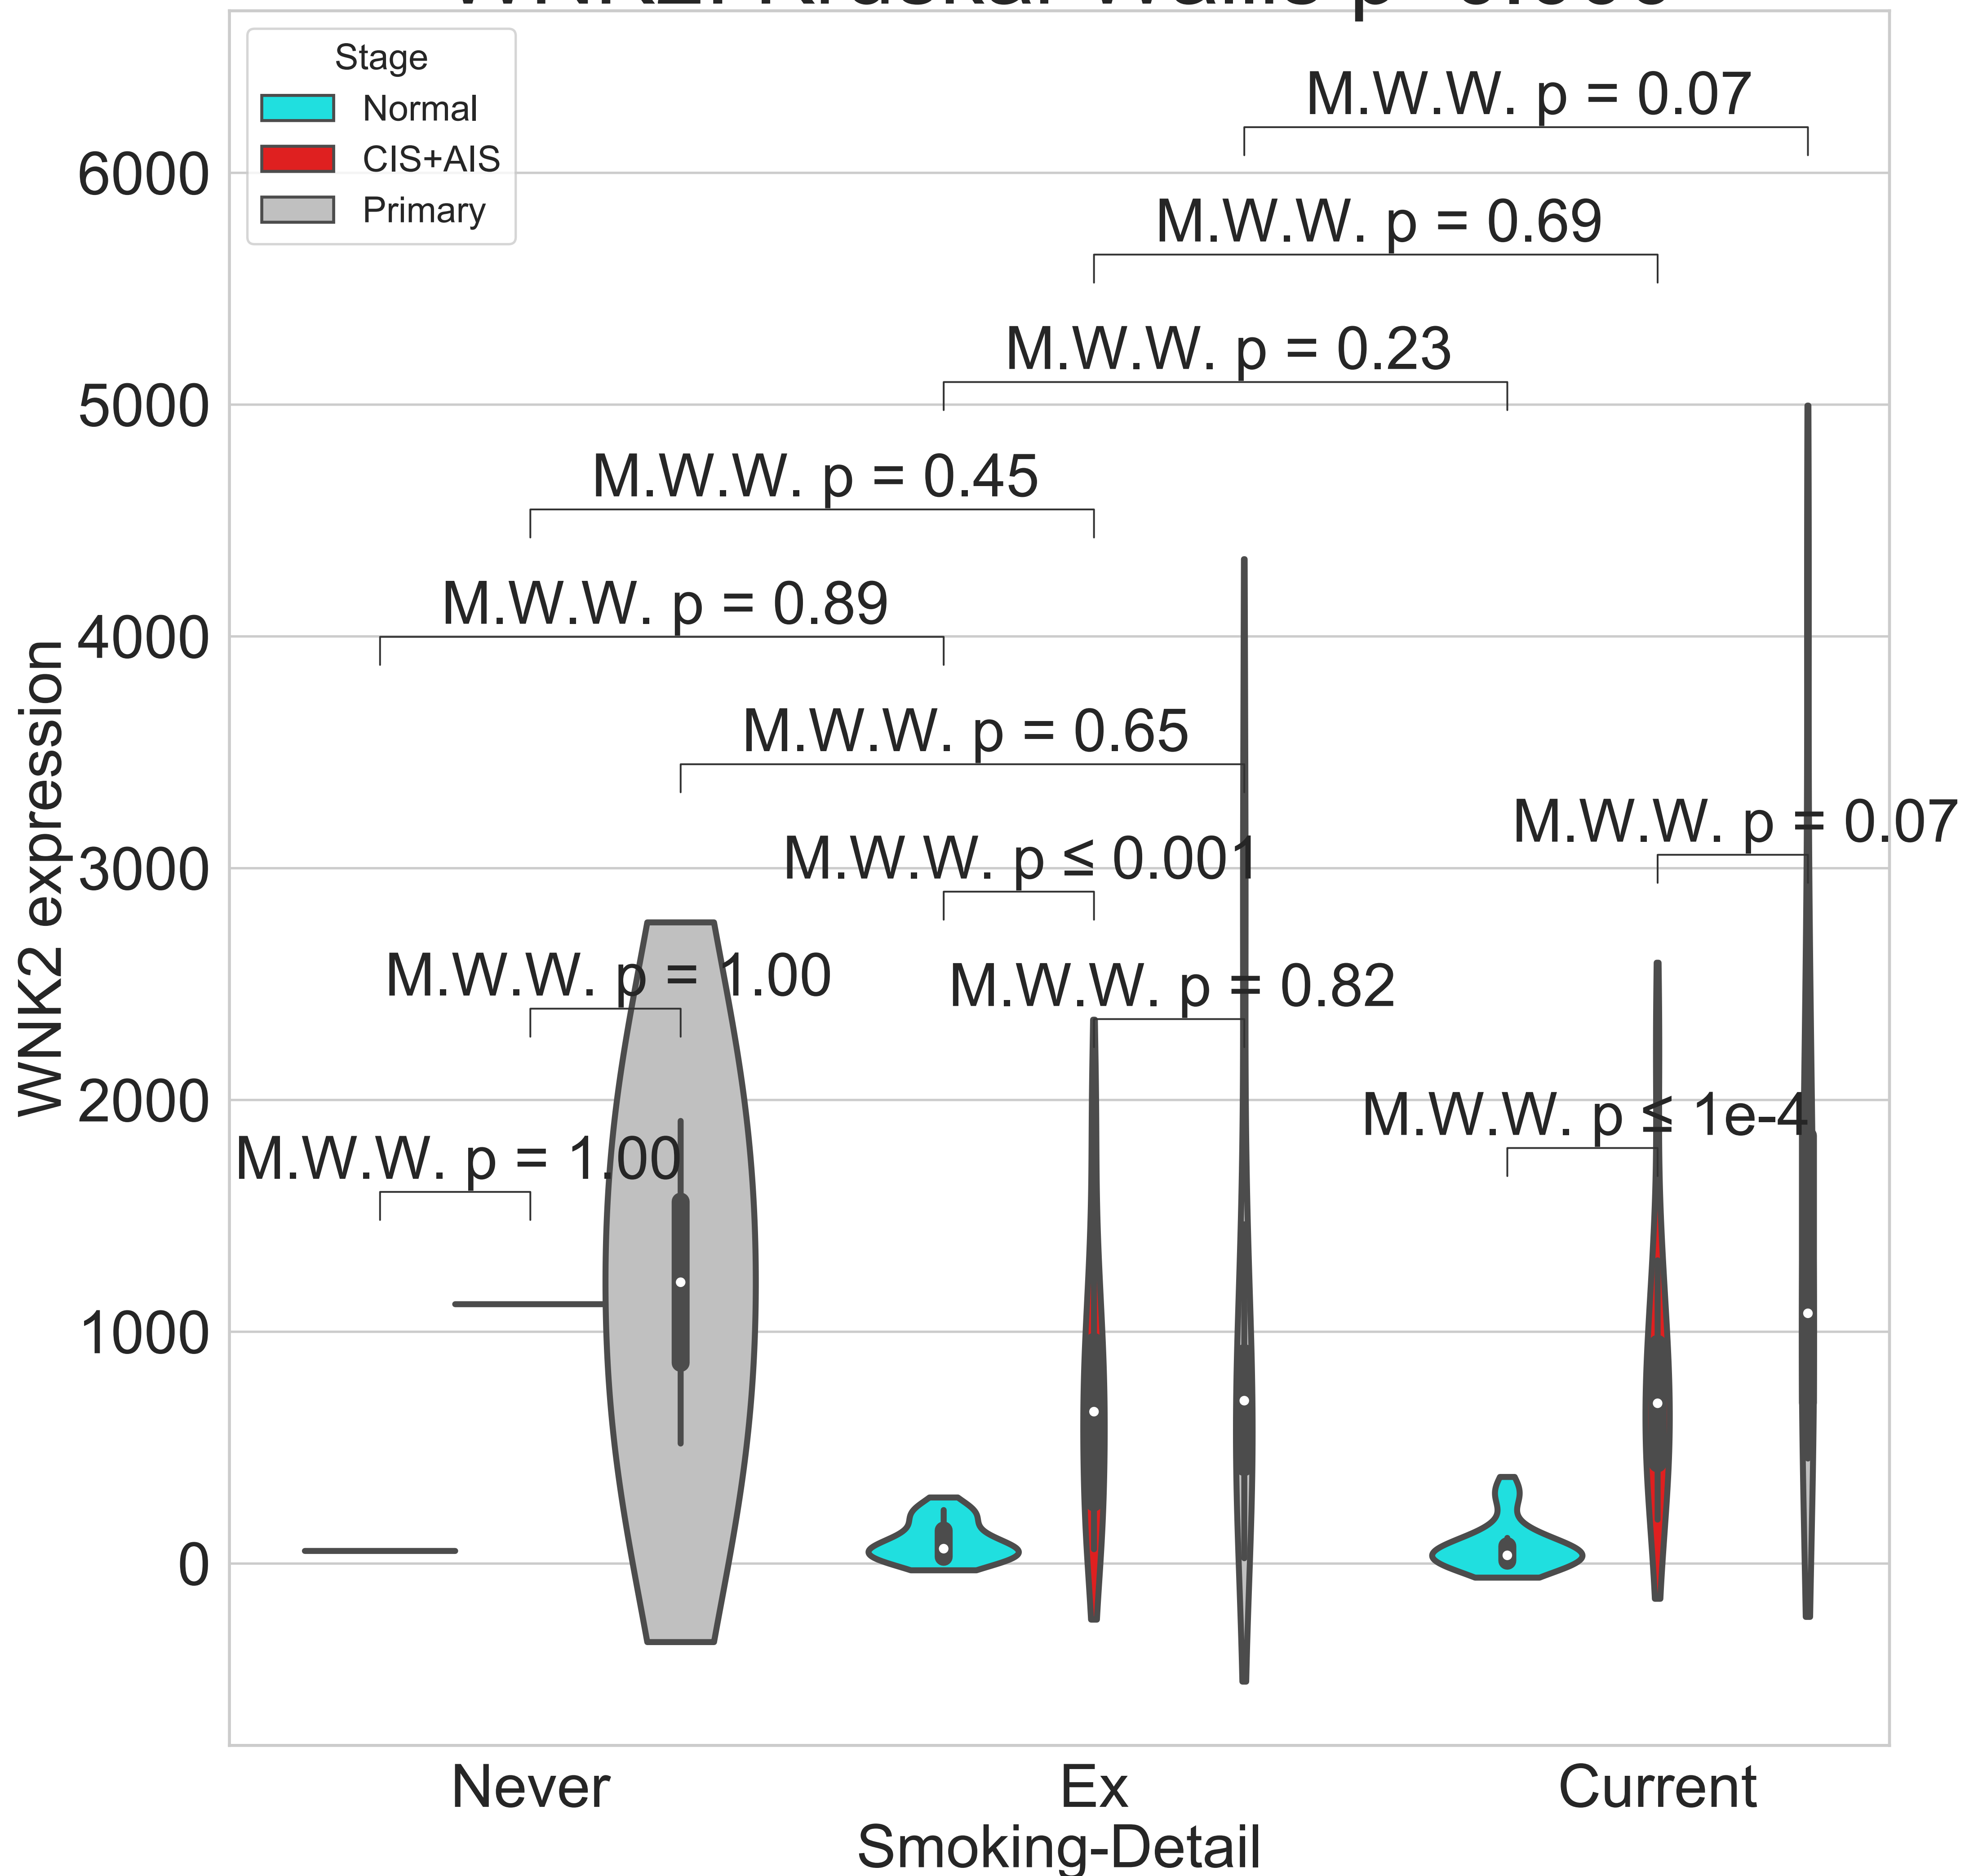 Stage
Normal
CIS+AIS
Primary
M.W.W. p = 0.07
6000
M.W.W. p = 0.69
M.W.W. p = 0.23
5000
M.W.W. p = 0.45
M.W.W. p = 0.89
4000
M.W.W. p = 0.65
M.W.W. p = 0.07
M.W.W. p ≤ 0.001
3000
M.W.W. p = 1.00
M.W.W. p = 0.82
2000
M.W.W. p ≤ 1e-4
M.W.W. p = 1.00
1000
0
WNK2 expression
Never
Ex
Current
Smoking-Detail